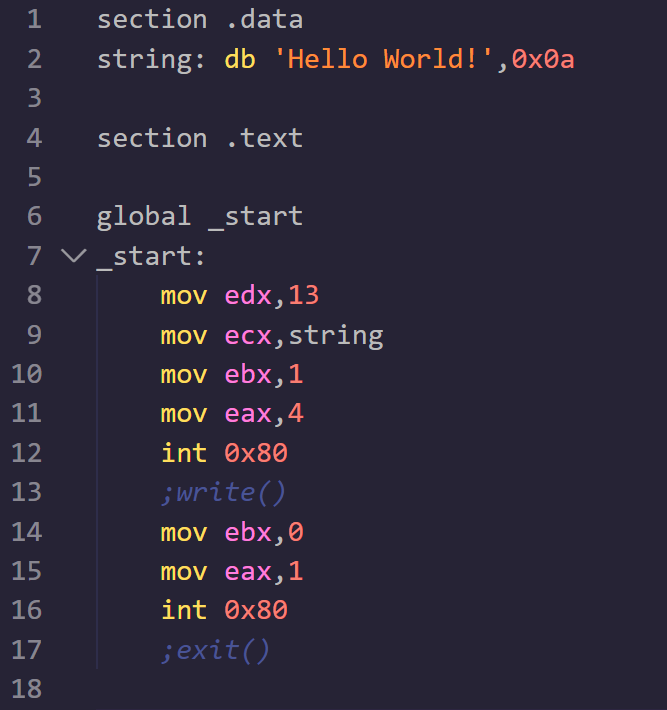 1 section .data
2 string: db 'Hello World!',0x0a
3
4 section .text
5
6 global _start
7 _start:
8 mov edx,13
9 mov ecx,string
10 mov ebx,1
11 mov eax,4
12 int 0x80
13 ;write()
14 mov ebx,0
15 mov eax,1
16 int 0x80
17 ;exit()
18